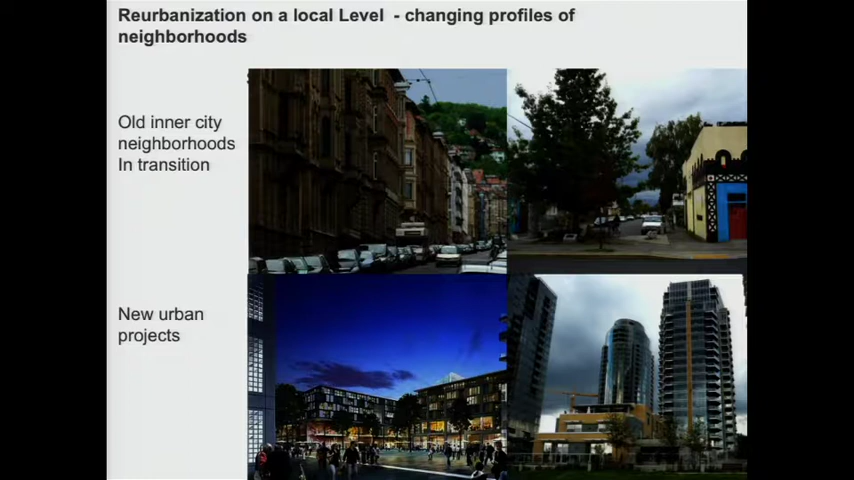 Reurbanization on a local Level - changing profiles of
neighborhoods
Old inner city
neighborhoods
In transition
New urban
projects